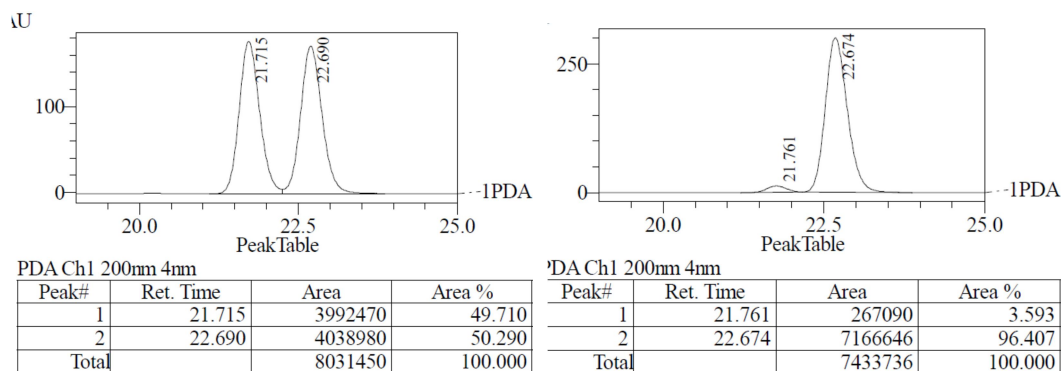 AU
21.715
22.690
100
0
-1PDA
20.0 22.5 25.0
PeakTable
PDA Ch1 200nm 4nm
Peak# Ret. Time Area Area %
1 21.715 3992470 49.710
2 22.690 4038980 50.290
Total 8031450 100.000
250
22.674
21.761
0
-1PDA
20.0 22.5 25.0
PeakTable
PDA Ch1 200nm 4nm
Peak# Ret. Time Area Area %
1 21.761 267090 3.593
2 22.674 7166646 96.407
Total 7433736 100.000